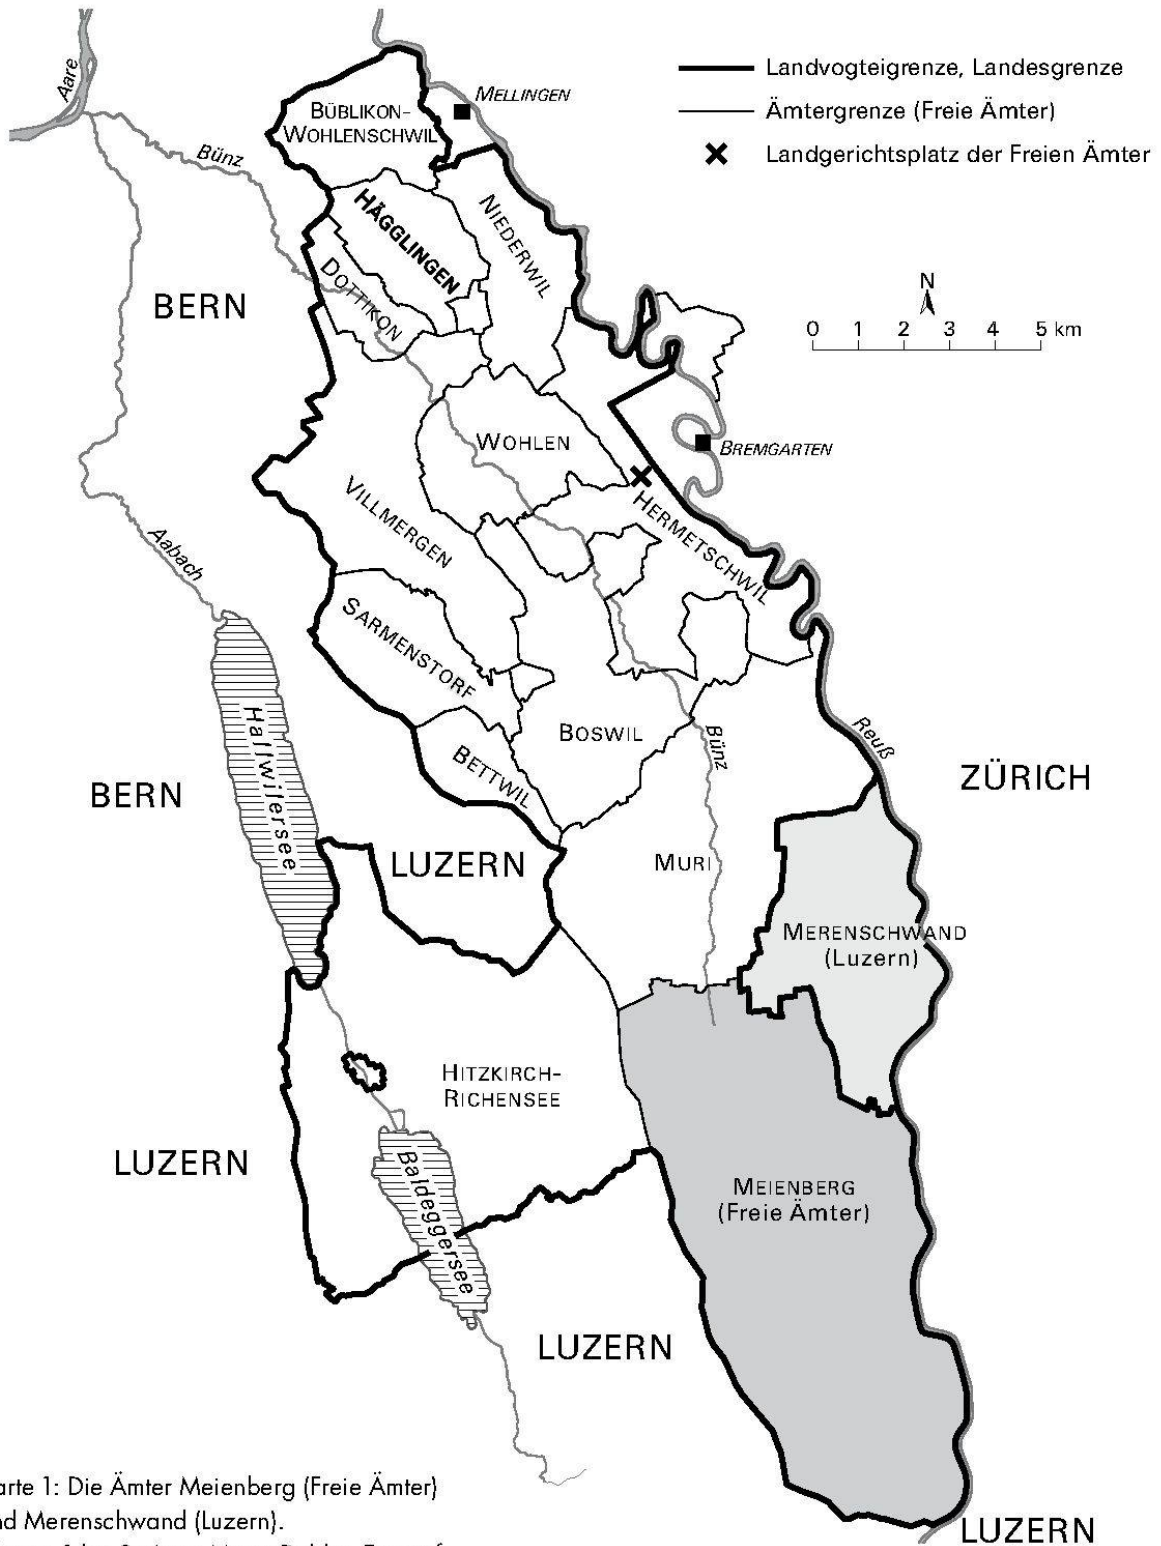 Aare
MELLINGEN
BÜBLIKON-
WOHLENSCHWIL
Landvogteigrenze, Landesgrenze
Ämtergrenze (Freie Ämter)
Landgerichtsplatz der Freien Ämter
Bünz
HÄGGLINGEN
NIEDERWIL
DOTTIKON
BERN
N
0 1 2 3 4 5 km
WOHLEN
BREMGARTEN
VILLMERGEN
HERMETSCHWIL
Aabach
SARMENSTORF
Hallwilersee
BOSWIL
Bünz
Reuß
BETTWIL
ZÜRICH
BERN
LUZERN
MURI
MERENSCHWAND
(Luzern)
HITZKIRCH-
RICHENSEE
LUZERN
Baldeggersee
MEIENBERG
(Freie Ämter)
LUZERN
arte 1: Die Ämter Meienberg (Freie Ämter)
nd Merenschwand (Luzern).
LUZERN